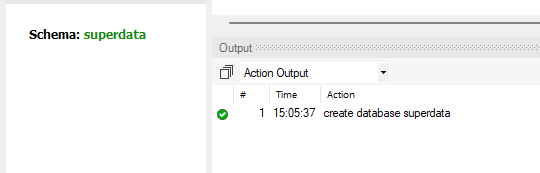 Schema: superdata
Output
Action Output
# Time Action
1 15:05:37 create database superdata